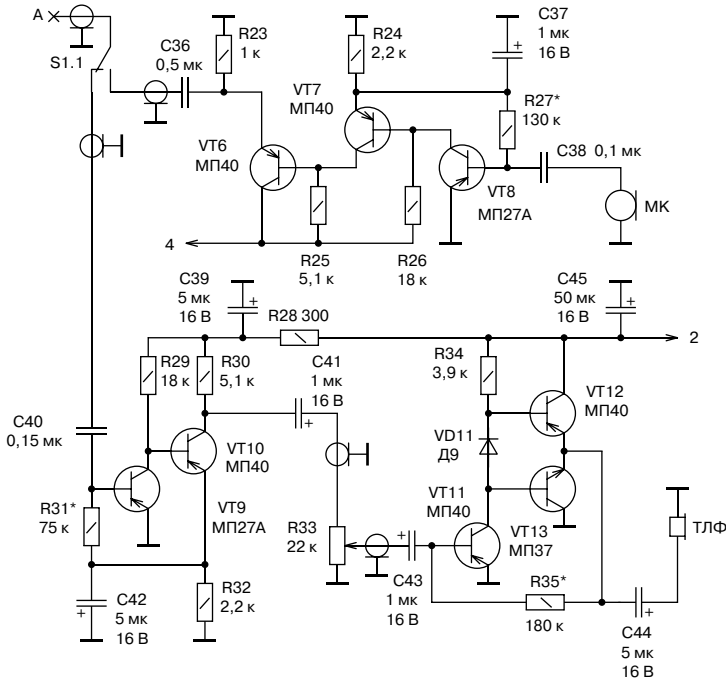 А
S1.1
C36
0,5 мк
R23
1 к
VT6
МП40
VT7
МП40
R24
2,2 к
C37
1 мк
16 В
R27*
130 к
C38 0,1 мк
VT8
МП27А
МК
4
R25
5,1 к
R26
18 к
C39
5 мк
16 В
R28 300
C45
50 мк
16 В
2
R29
18 к
R30
5,1 к
C41
1 мк
16 В
R34
3,9 к
VT12
МП40
C40
0,15 мк
VT10
МП40
VD11
Д9
R31*
75 к
VT9
МП27А
R33
22 к
VT11
МП40
VT13
МП37
ТЛФ
C42
5 мк
16 В
R32
2,2 к
C43
1 мк
16 В
R35*
180 к
C44
5 мк
16 В